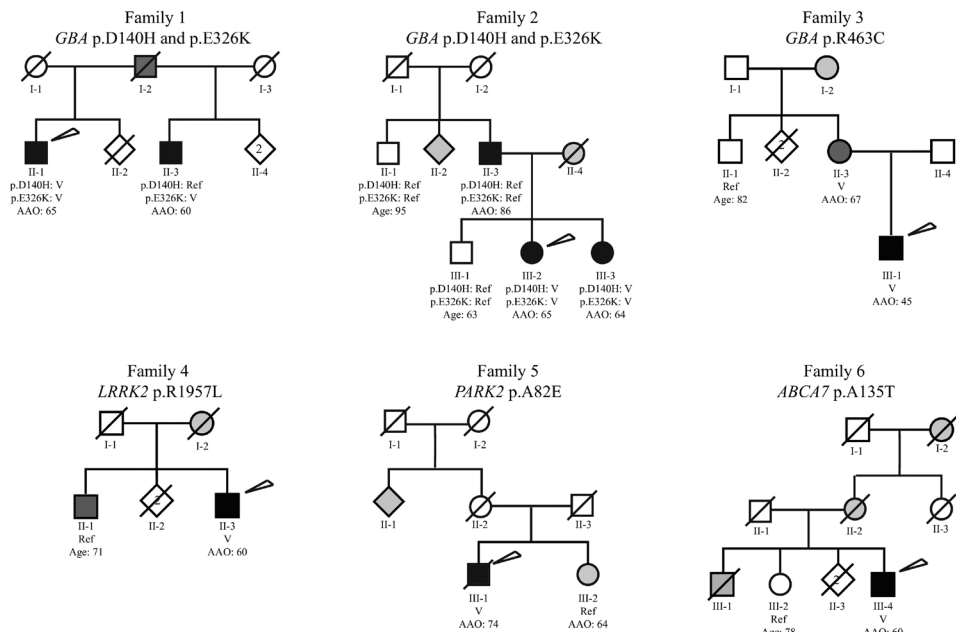 Family 1
GBA p.D140H and p.E326K
I-1
I-2
I-3
II-1
p.D140H: V
p.E326K: V
AAO: 65
II-2
II-3
p.D140H: Ref
p.E326K: V
AAO: 60
2
II-4
Family 2
GBA p.D140H and p.E326K
I-1
I-2
II-1
p.D140H: Ref
p.E326K: Ref
Age: 95
II-2
II-3
p.D140H: Ref
p.E326K: Ref
AAO: 86
II-4
III-1
p.D140H: Ref
p.E326K: Ref
Age: 63
III-2
p.D140H: V
p.E326K: V
AAO: 65
III-3
p.D140H: V
p.E326K: V
AAO: 64
Family 3
GBA p.R463C
I-1
I-2
II-1
Ref
Age: 82
2
II-2
II-3
V
AAO: 67
II-4
III-1
V
AAO: 45
Family 4
LRRK2 p.R1957L
I-1
I-2
II-1
Ref
Age: 71
2
II-2
II-3
V
AAO: 60
Family 5
PARK2 p.A82E
I-1
I-2
II-1
II-2
II-3
III-1
V
AAO: 74
III-2
Ref
AAO: 64
Family 6
ABCA7 p.A135T
I-1
I-2
II-1
II-2
II-3
III-1
III-2
Ref
Age: 78
2
II-3
III-4
V
AAO: 60